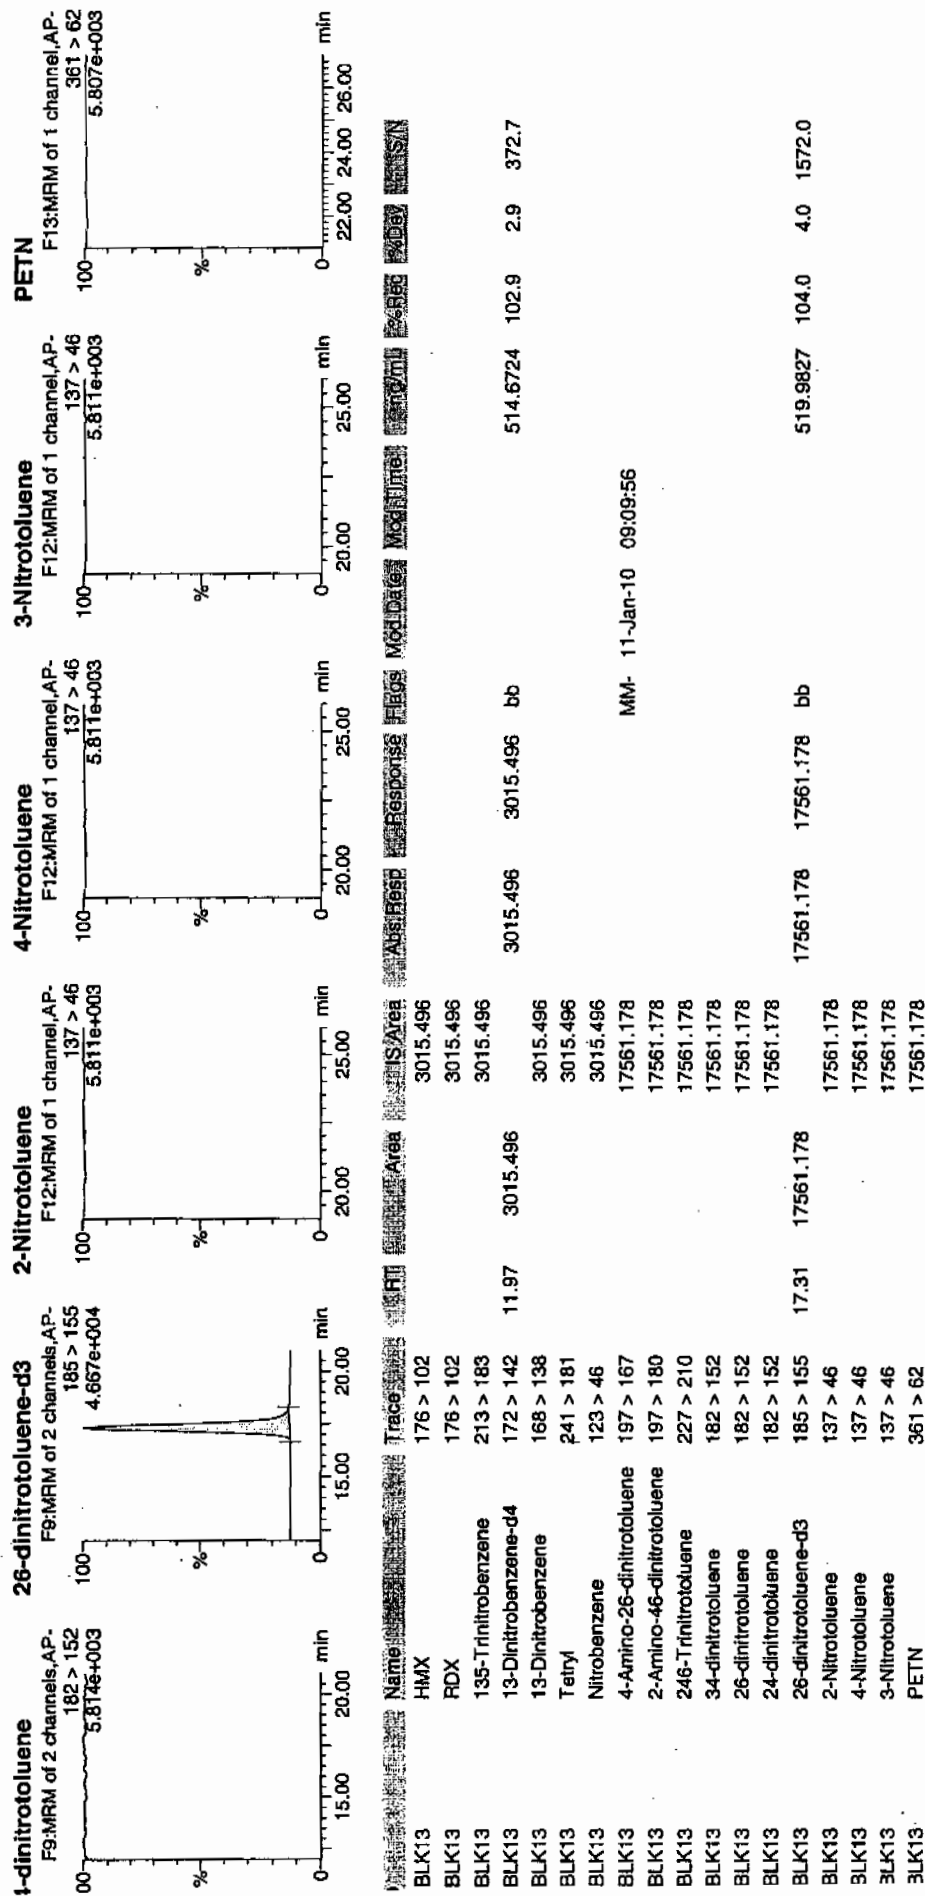 4-dinitrotoluene
F9:MRM of 2 channels,AP-
182 > 152
5.814e+003
00
15.00 20.00 min
26-dinitrotoluene-d3
F9:MRM of 2 channels,AP-
185 > 155
4.667e+004
100
%
0
15.00 20.00 min
2-Nitrotoluene
F12:MRM of 1 channel,AP-
137 > 46
5.811e+003
100
%
0
20.00 25.00 min
4-Nitrotoluene
F12:MRM of 1 channel,AP-
137 > 46
5.811e+003
100
%
0
20.00 25.00 min
3-Nitrotoluene
F12:MRM of 1 channel,AP-
137 > 46
5.811e+003
100
%
0
20.00 25.00 min
PETN
F13:MRM of 1 channel,AP-
361 > 62
5.807e+003
100
%
0
22.00 24.00 26.00 min
Name Trace RT Area IS Area Abs.Resp Response Flags Mod.Date Mod.Time ng/ml %Rec %Dev S/N
BLK13 HMX 176 > 102 3015.496
BLK13 RDX 176 > 102 3015.496
BLK13 135-Trinitrobenzene 213 > 183 3015.496
BLK13 13-Dinitrobenzene-d4 172 > 142 11.97 3015.496 3015.496 3015.496 bb 514.6724 102.9 2.9 372.7
BLK13 13-Dinitrobenzene 168 > 138 3015.496
BLK13 Tetryl 241 > 181 3015.496
BLK13 Nitrobenzene 123 > 46 3015.496
BLK13 4-Amino-26-dinitrotoluene 197 > 167 17561.178 MM- 11-Jan-10 09:09:56
BLK13 2-Amino-46-dinitrotoluene 197 > 180 17561.178
BLK13 246-Trinitrotoluene 227 > 210 17561.178
BLK13 34-dinitrotoluene 182 > 152 17561.178
BLK13 26-dinitrotoluene 182 > 152 17561.178
BLK13 24-dinitrotoluene 182 > 152 17561.178
BLK13 26-dinitrotoluene-d3 185 > 155 17.31 17561.178 17561.178 17561.178 bb 519.9827 104.0 4.0 1572.0
BLK13 2-Nitrotoluene 137 > 46 17561.178
BLK13 4-Nitrotoluene 137 > 46 17561.178
BLK13 3-Nitrotoluene 137 > 46 17561.178
BLK13 PETN 361 > 62 17561.178